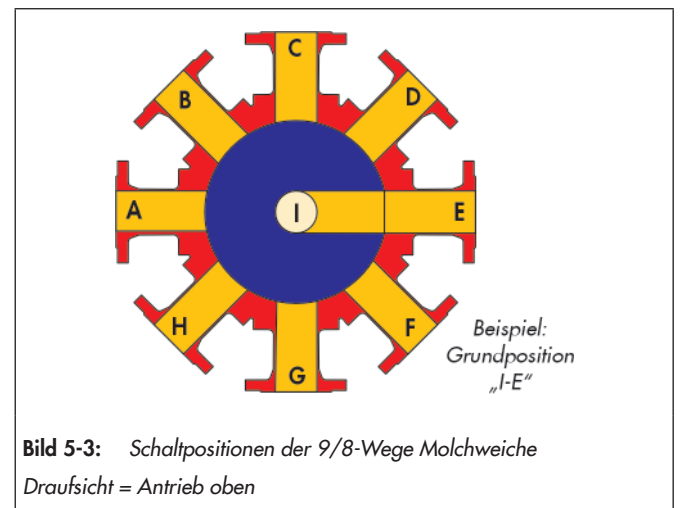 C
B
D
A
I
E
H
F
G
Beispiel:
Grundposition
„I-E“
Bild 5-3: Schaltpositionen der 9/8-Wege Molchweiche
Draufsicht = Antrieb oben